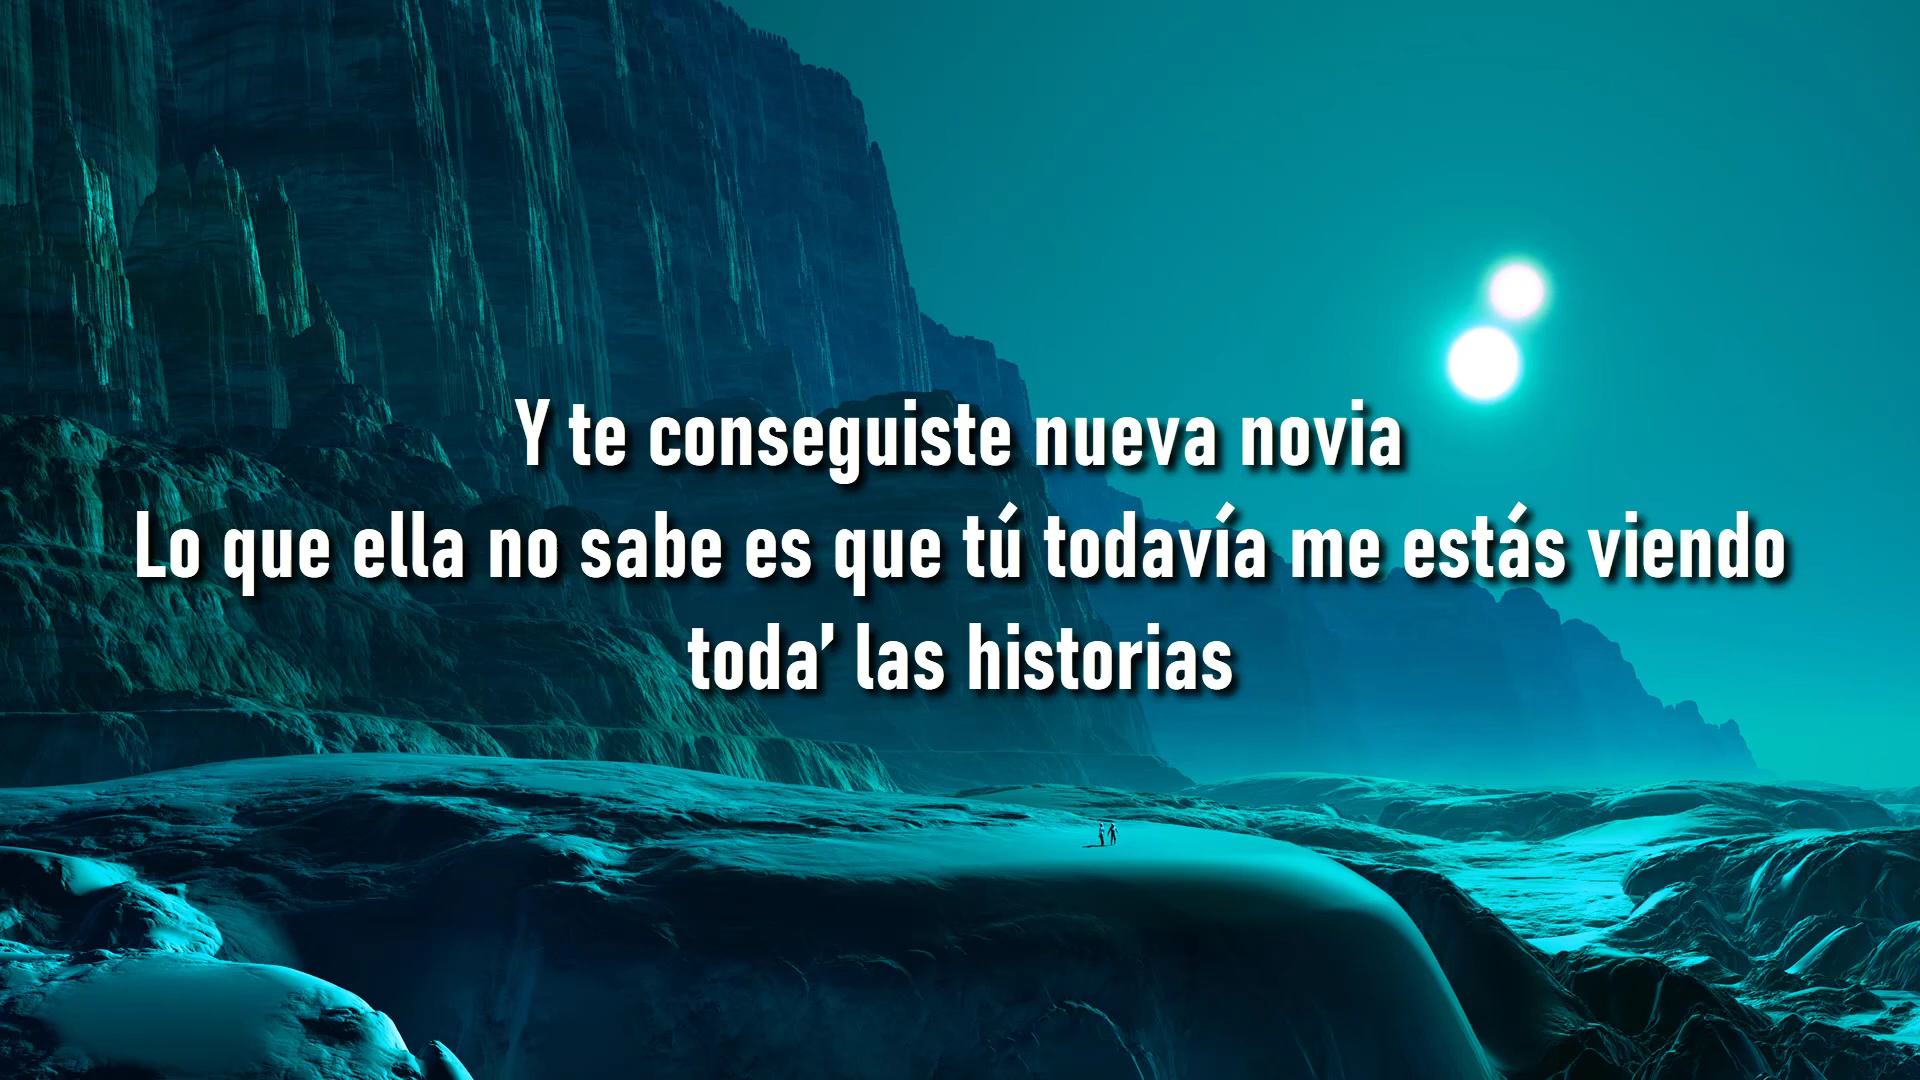 Y te conseguiste nueva novia
Lo que ella no sabe es que tú todavía me estás viendo
toda’ las historias